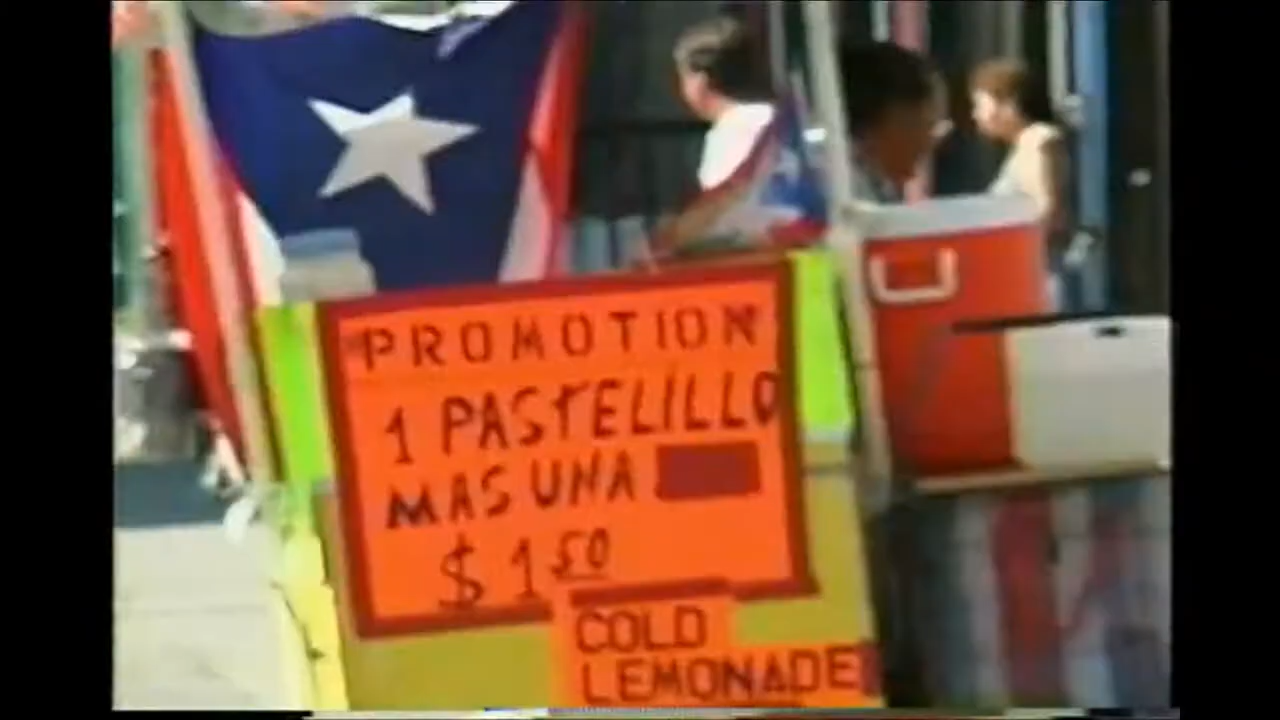 PROMOTION
1 PASTELILLO
MAS UNA
$1.50
COLD
LEMONADE